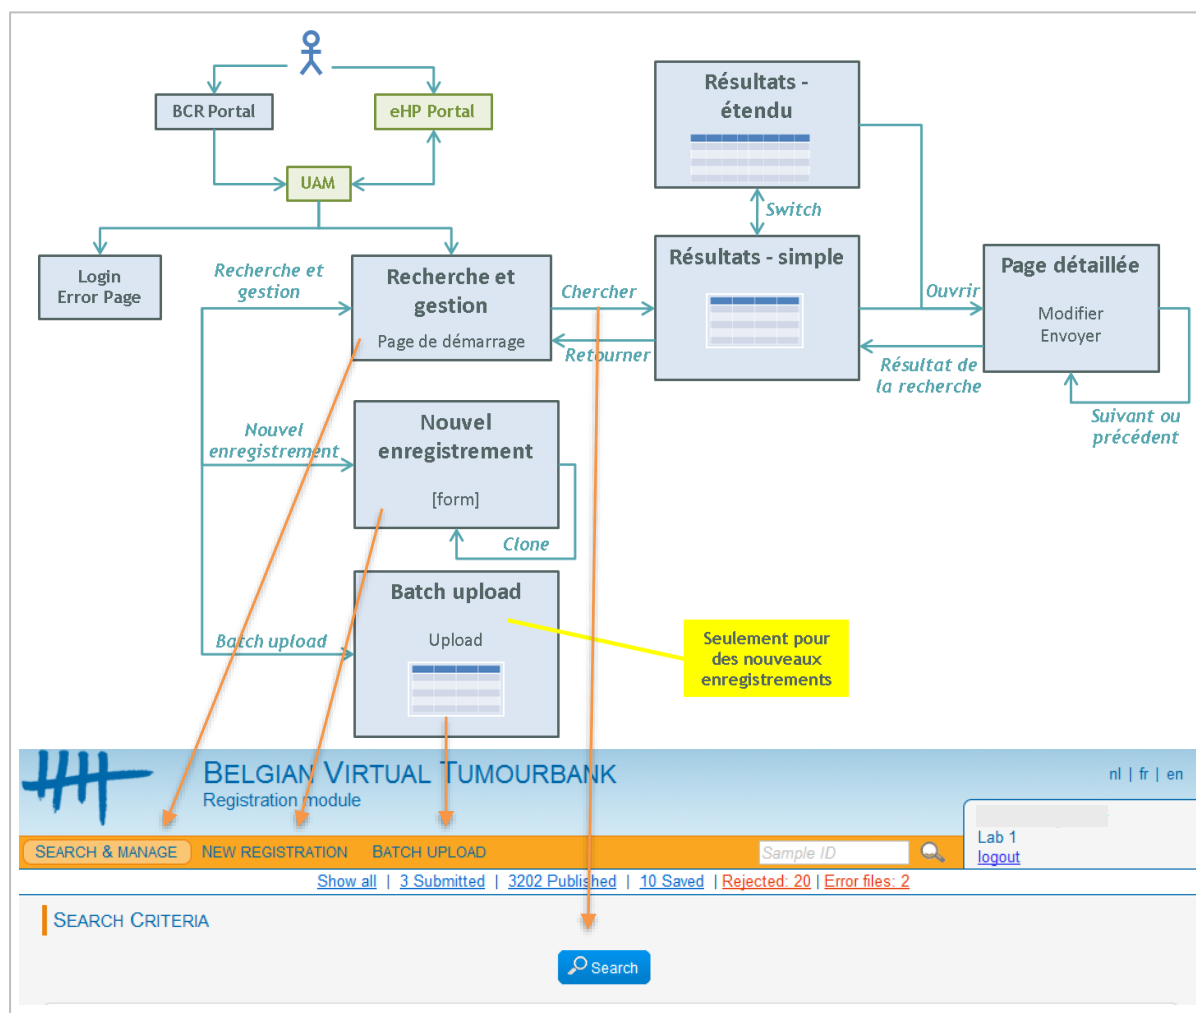 BCR Portal
eHP Portal
UAM
Login
Error Page
Recherche et
gestion
Recherche et
gestion
Page de démarrage
Chercher
Retourner
Résultats -
étendu
Switch
Résultats - simple
Ouvrir
Résultat de
la recherche
Page détaillée
Modifier
Envoyer
Suivant ou
précédent
Nouvel
enregistrement
Nouvel
enregistrement
[form]
Clone
Batch upload
Batch upload
Upload
Seulement pour
des nouveaux
enregistrements
BELGIAN VIRTUAL TUMOURBANK
Registration module
nl | fr | en
Lab 1
logout
SEARCH & MANAGE NEW REGISTRATION BATCH UPLOAD Sample ID
Show all | 3 Submitted | 3202 Published | 10 Saved | Rejected: 20 | Error files: 2
SEARCH CRITERIA
Search